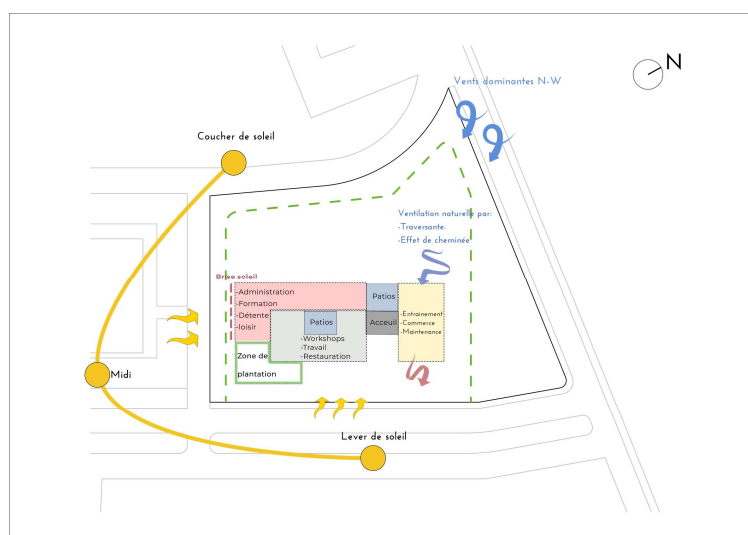 N
Vents dominantes N-W
Coucher de soleil
Ventilation naturelle par:
-Traversante.
-Effet de cheminée
Brise soleil
-Administration
-Formation
-Détente
-loisir
Patios
Patios
Acceuil
-Entrainement
-Commerce
-Maintenance
-Workshops
-Travail
-Restauration
Zone de
plantation
Midi
Lever de soleil